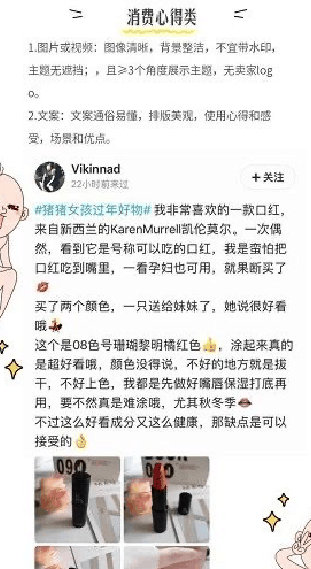 消费心得类
1.图片或视频：图像清晰，背景整洁，不宜带水印，
主题无遮挡；，且≥3个角度展示主题，无卖家log
o。
2.文案：文案通俗易懂，排版美观，使用心得和感
受，场景和优点。
Vikinnad
22小时前来过
+关注
#猪猪女孩过年好物# 我非常喜欢的一款口红，
来自新西兰的KarenMurrell凯伦莫尔。一次偶
然，看到它是号称可以吃的口红，我是蛮怕把
口红吃到嘴里，一看孕妇也可用，就果断买了
💋
买了两个颜色，一只送给妹妹了，她说很好看
哦💃
这个是08色号珊瑚黎明橘红色👍，涂起来真的
是超好看哦，颜色没得说，不好的地方就是拔
干，不好上色，我都是先做好嘴唇保湿打底再
用，要不然真是难涂哦，尤其秋冬季👄
不过这么好看成分又这么健康，那缺点是可以
接受的👌